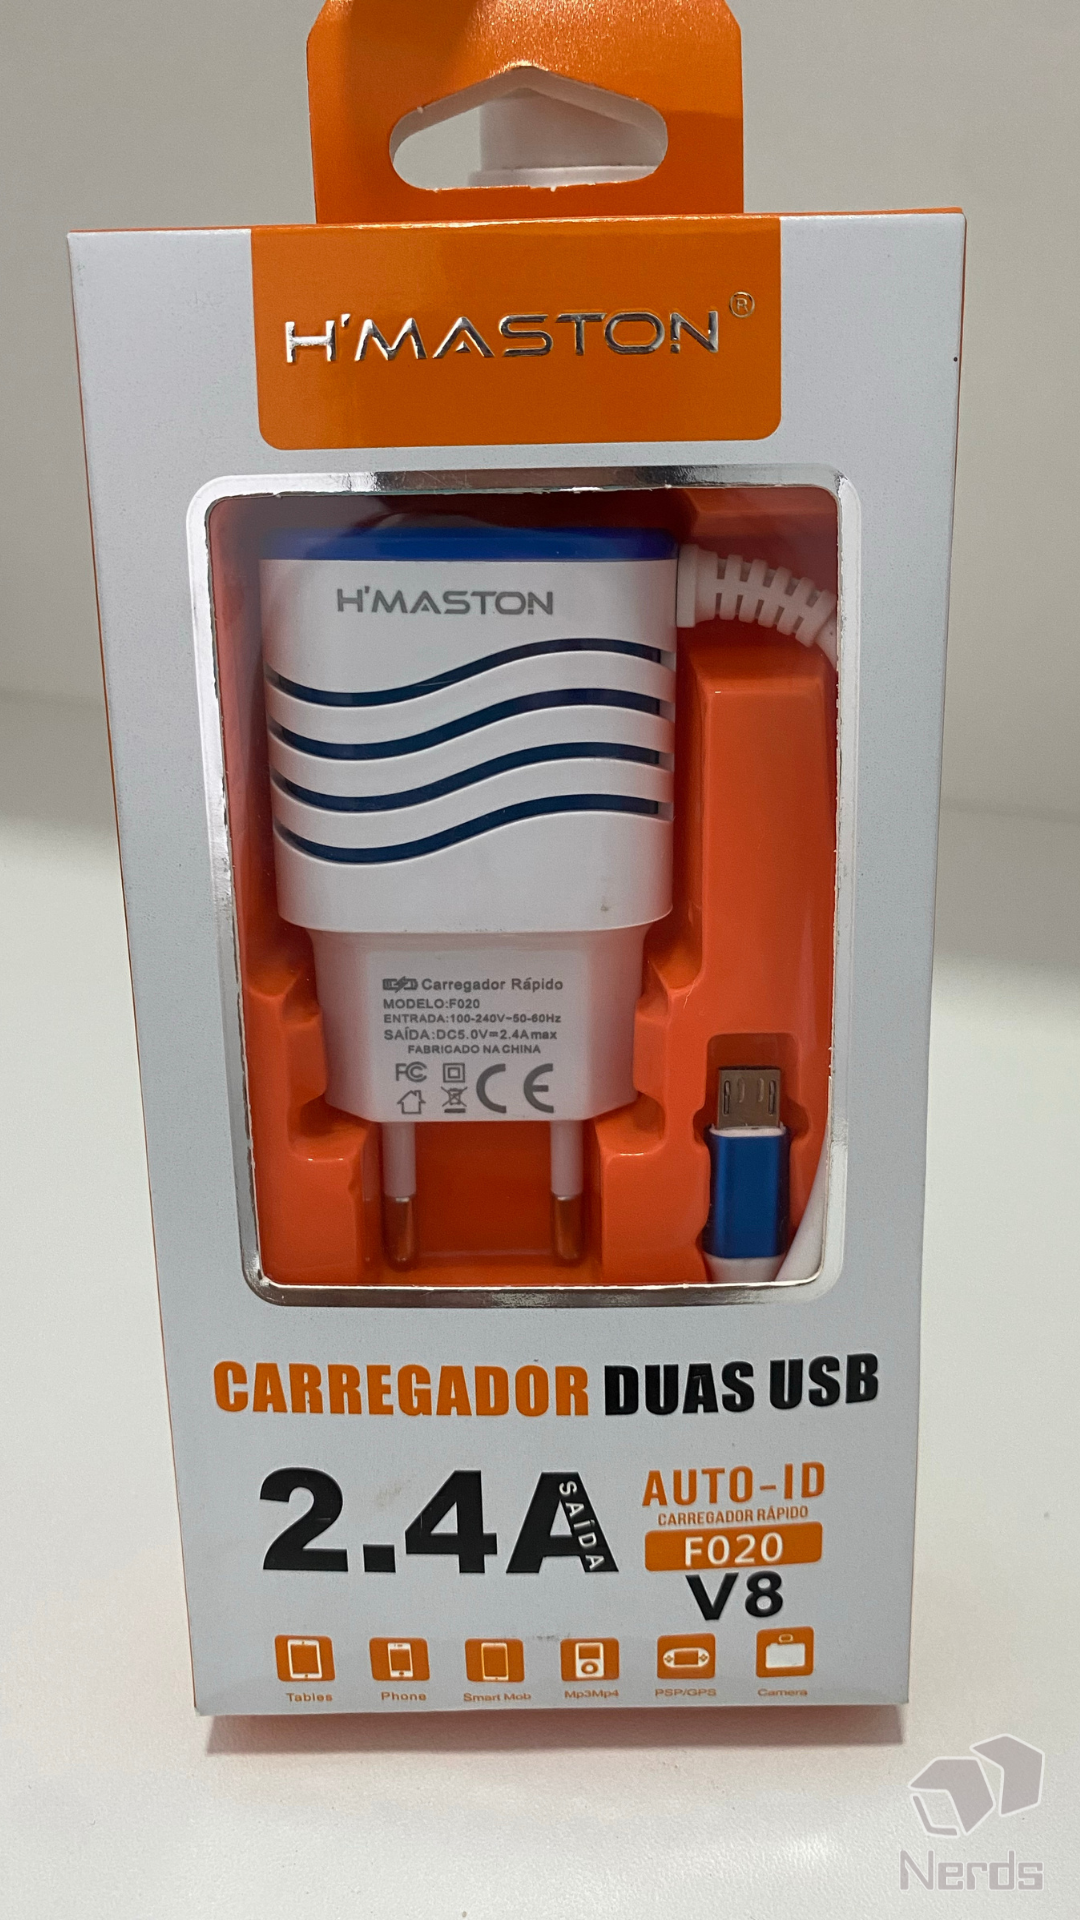 H'MASTON®
H'MASTON
Carregador Rápido
MODELO:F020
ENTRADA:100-240V~50-60Hz
SAÍDA:DC5.0V⎓2.4Amax
FABRICADO NA CHINA
FC CE
CARREGADOR DUAS USB
2.4A
SAÍDA
AUTO-ID
CARREGADOR RÁPIDO
F020
V8
Tables Phone Smart Mob Mp3Mp4 PSP/GPS Camera
Nerds